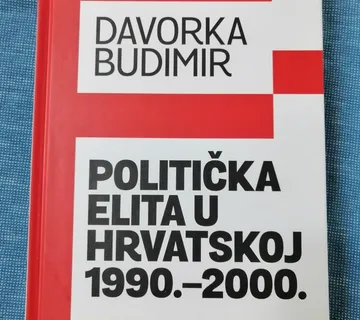 DAVORKA
BUDIMIR
POLITIČKA
ELITA U
HRVATSKOJ
1990.–2000.